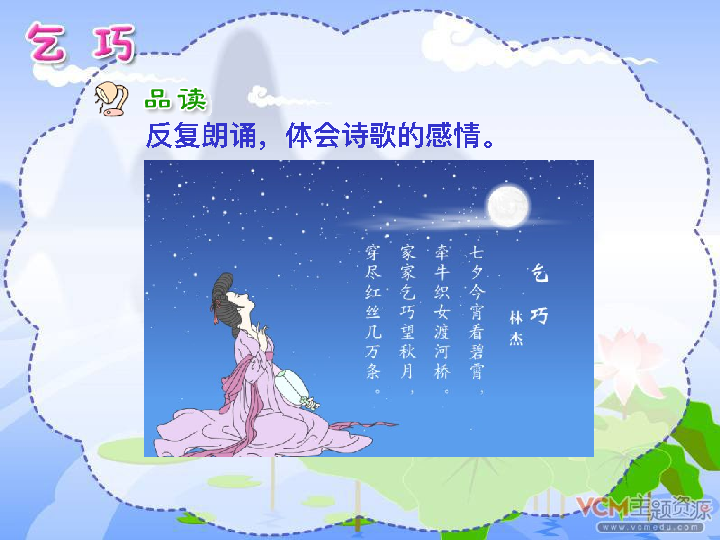 乞 巧
品读
反复朗诵，体会诗歌的感情。
乞巧
林杰
七夕今宵看碧霄，
牵牛织女渡河桥。
家家乞巧望秋月，
穿尽红丝几万条。
VCM主题资源
www.vcmedu.com